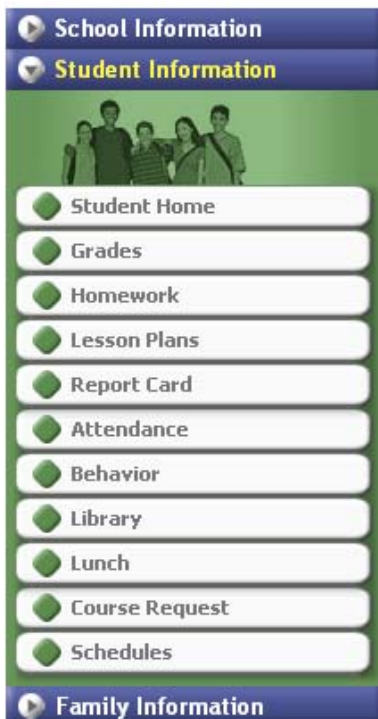 School Information
Student Information
Student Home
Grades
Homework
Lesson Plans
Report Card
Attendance
Behavior
Library
Lunch
Course Request
Schedules
Family Information